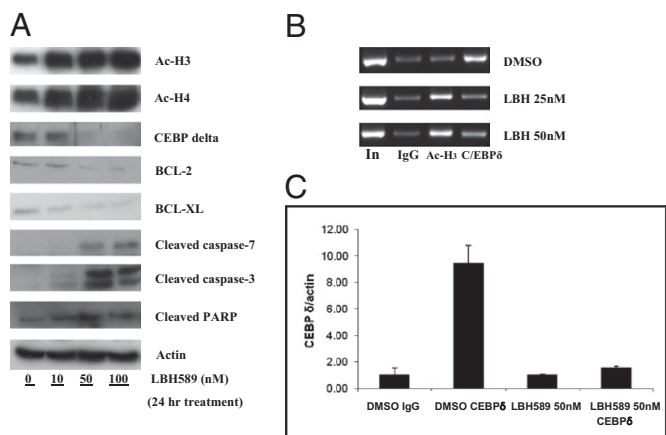 A
Ac-H3
Ac-H4
CEBP delta
BCL-2
BCL-XL
Cleaved caspase-7
Cleaved caspase-3
Cleaved PARP
Actin
0 10 50 100 LBH589 (nM)
(24 hr treatment)
B
DMSO
LBH 25nM
LBH 50nM
In IgG Ac-H3 C/EBPδ
C
CEBP δ/actin
12.00
10.00
8.00
6.00
4.00
2.00
0.00
DMSO IgG DMSO CEBPδ LBH589 50nM LBH589 50nM
CEBPδ